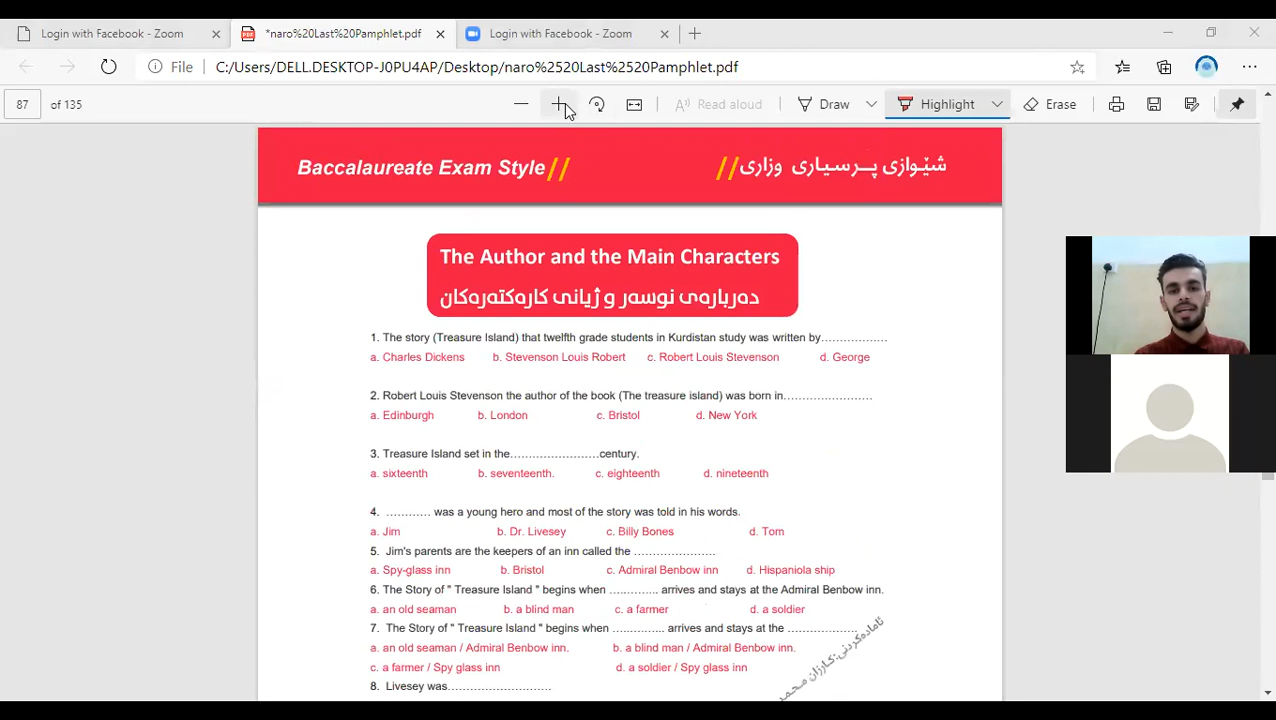 Login with Facebook - Zoom
*naro%20Last%20Pamphlet.pdf
Login with Facebook - Zoom
File
C:/Users/DELL.DESKTOP-J0PU4AP/Desktop/naro%2520Last%2520Pamphlet.pdf
87 of 135
Read aloud
Draw
Highlight
Erase
Baccalaureate Exam Style//
//شێوازی پرسیاری وزاری
The Author and the Main Characters
دەربارەی نوسەر و ژیانی کارەکتەرەکان
1. The story (Treasure Island) that twelfth grade students in Kurdistan study was written by………………
a. Charles Dickens b. Stevenson Louis Robert c. Robert Louis Stevenson d. George
2. Robert Louis Stevenson the author of the book (The treasure island) was born in……………………
a. Edinburgh b. London c. Bristol d. New York
3. Treasure Island set in the……………………century.
a. sixteenth b. seventeenth. c. eighteenth d. nineteenth
4. ………… was a young hero and most of the story was told in his words.
a. Jim b. Dr. Livesey c. Billy Bones d. Tom
5. Jim's parents are the keepers of an inn called the ………………….
a. Spy-glass inn b. Bristol c. Admiral Benbow inn d. Hispaniola ship
6. The Story of " Treasure Island " begins when ………….. arrives and stays at the Admiral Benbow inn.
a. an old seaman b. a blind man c. a farmer d. a soldier
7. The Story of " Treasure Island " begins when ………….. arrives and stays at the ……………….
a. an old seaman / Admiral Benbow inn. b. a blind man / Admiral Benbow inn.
c. a farmer / Spy glass inn d. a soldier / Spy glass inn
8. Livesey was……………………….
ئامادەکردنی:کارزان